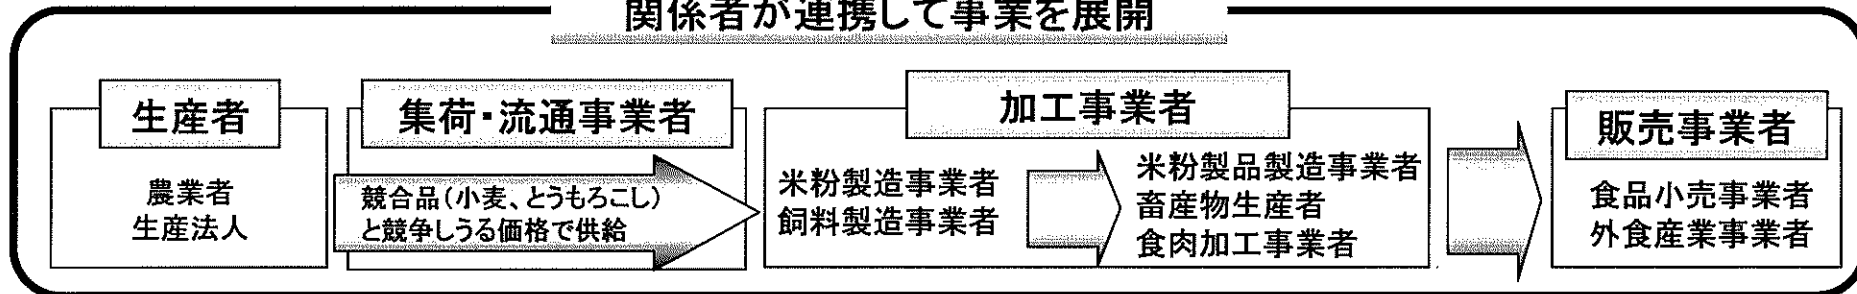 関係者が連携して事業を展開
生産者
農業者
生産法人
集荷・流通事業者
競合品(小麦、とうもろこし)
と競争しうる価格で供給
加工事業者
米粉製造事業者
飼料製造事業者
米粉製品製造事業者
畜産物生産者
食肉加工事業者
販売事業者
食品小売事業者
外食産業事業者